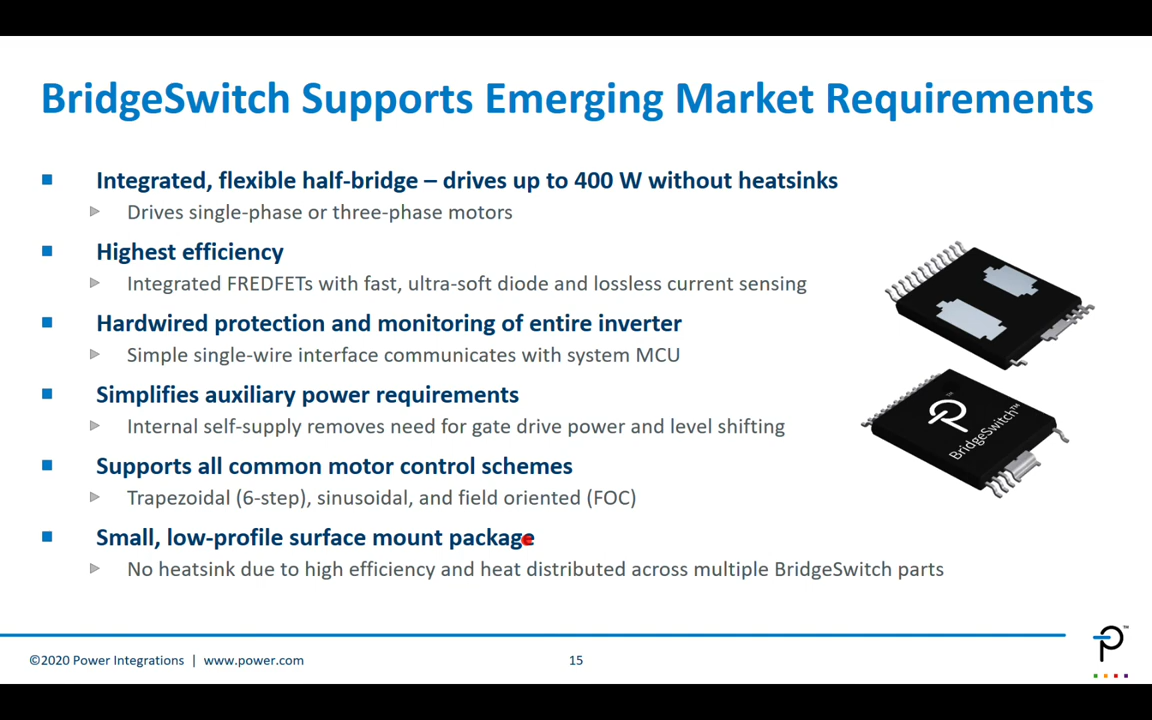 BridgeSwitch Supports Emerging Market Requirements
Integrated, flexible half-bridge – drives up to 400 W without heatsinks
Drives single-phase or three-phase motors
Highest efficiency
Integrated FREDFETs with fast, ultra-soft diode and lossless current sensing
Hardwired protection and monitoring of entire inverter
Simple single-wire interface communicates with system MCU
Simplifies auxiliary power requirements
Internal self-supply removes need for gate drive power and level shifting
Supports all common motor control schemes
Trapezoidal (6-step), sinusoidal, and field oriented (FOC)
Small, low-profile surface mount package
No heatsink due to high efficiency and heat distributed across multiple BridgeSwitch parts
BridgeSwitch™
©2020 Power Integrations | www.power.com
15